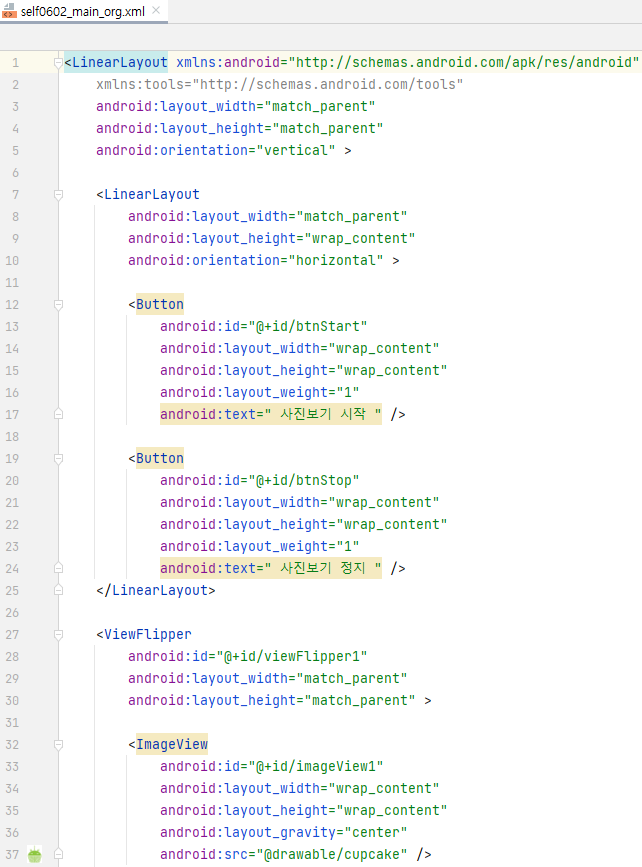 self0602_main_org.xml
1 <LinearLayout xmlns:android="http://schemas.android.com/apk/res/android"
2 xmlns:tools="http://schemas.android.com/tools"
3 android:layout_width="match_parent"
4 android:layout_height="match_parent"
5 android:orientation="vertical" >
6
7 <LinearLayout
8 android:layout_width="match_parent"
9 android:layout_height="wrap_content"
10 android:orientation="horizontal" >
11
12 <Button
13 android:id="@+id/btnStart"
14 android:layout_width="wrap_content"
15 android:layout_height="wrap_content"
16 android:layout_weight="1"
17 android:text=" 사진보기 시작 " />
18
19 <Button
20 android:id="@+id/btnStop"
21 android:layout_width="wrap_content"
22 android:layout_height="wrap_content"
23 android:layout_weight="1"
24 android:text=" 사진보기 정지 " />
25 </LinearLayout>
26
27 <ViewFlipper
28 android:id="@+id/viewFlipper1"
29 android:layout_width="match_parent"
30 android:layout_height="match_parent" >
31
32 <ImageView
33 android:id="@+id/imageView1"
34 android:layout_width="wrap_content"
35 android:layout_height="wrap_content"
36 android:layout_gravity="center"
37 android:src="@drawable/cupcake" />